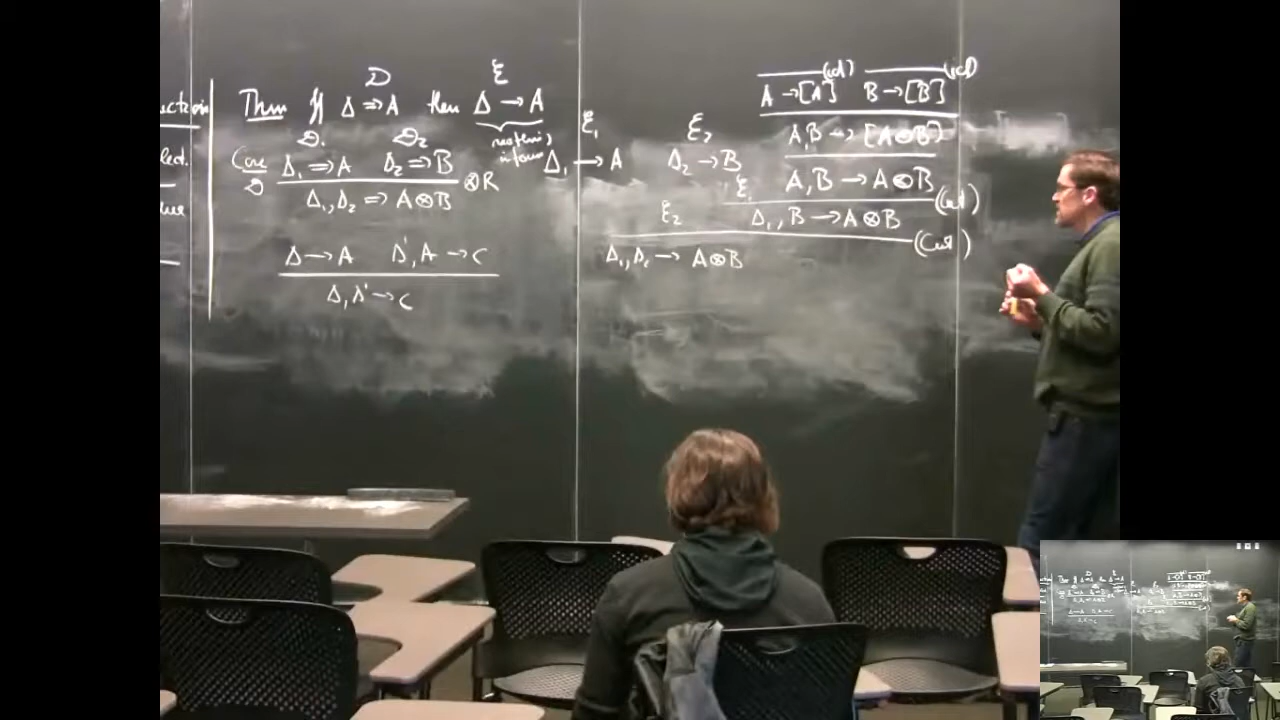 Thm If Δ ⇒ A then Δ → A
D
ℰ
D₁ D₂
Case Δ₁ ⇒ A Δ₂ ⇒ B
D Δ₁, Δ₂ ⇒ A⊗B ⊗R
Δ → A Δ', A → C
Δ, Δ' → C
ℰ₁ ℰ₂
Δ₁ → A Δ₂ → B
(id) (id)
A → [A] B → [B]
A, B → [A⊗B]
A, B → A⊗B
ℰ₁ (cut)
Δ₁, B → A⊗B
ℰ₂ (cut)
Δ₁, Δ₂ → A⊗B